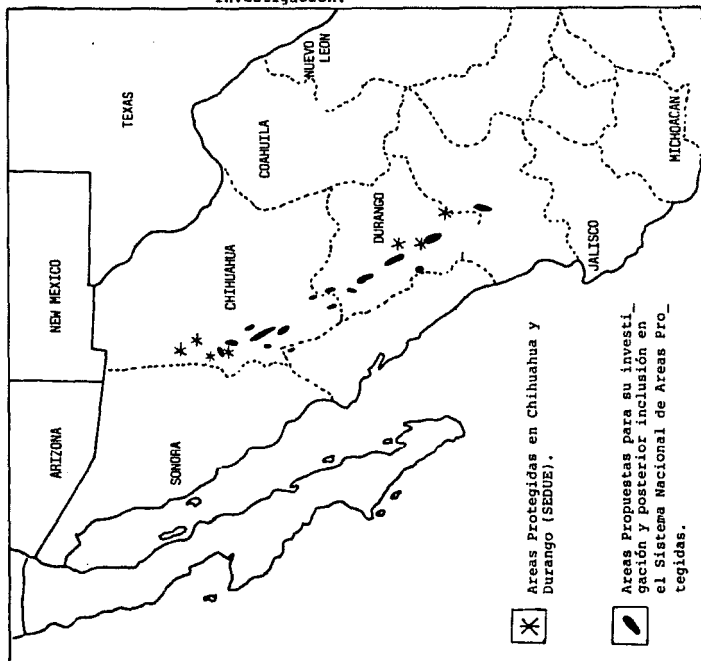 investigación.
ARIZONA
NEW MEXICO
TEXAS
SONORA
CHIHUAHUA
COAHUILA
NUEVO
LEON
DURANGO
JALISCO
MICHOACAN
Areas Protegidas en Chihuahua y
Durango (SEDUE).
Areas Propuestas para su investi_
gación y posterior inclusión en
el Sistema Nacional de Areas Pro_
tegidas.